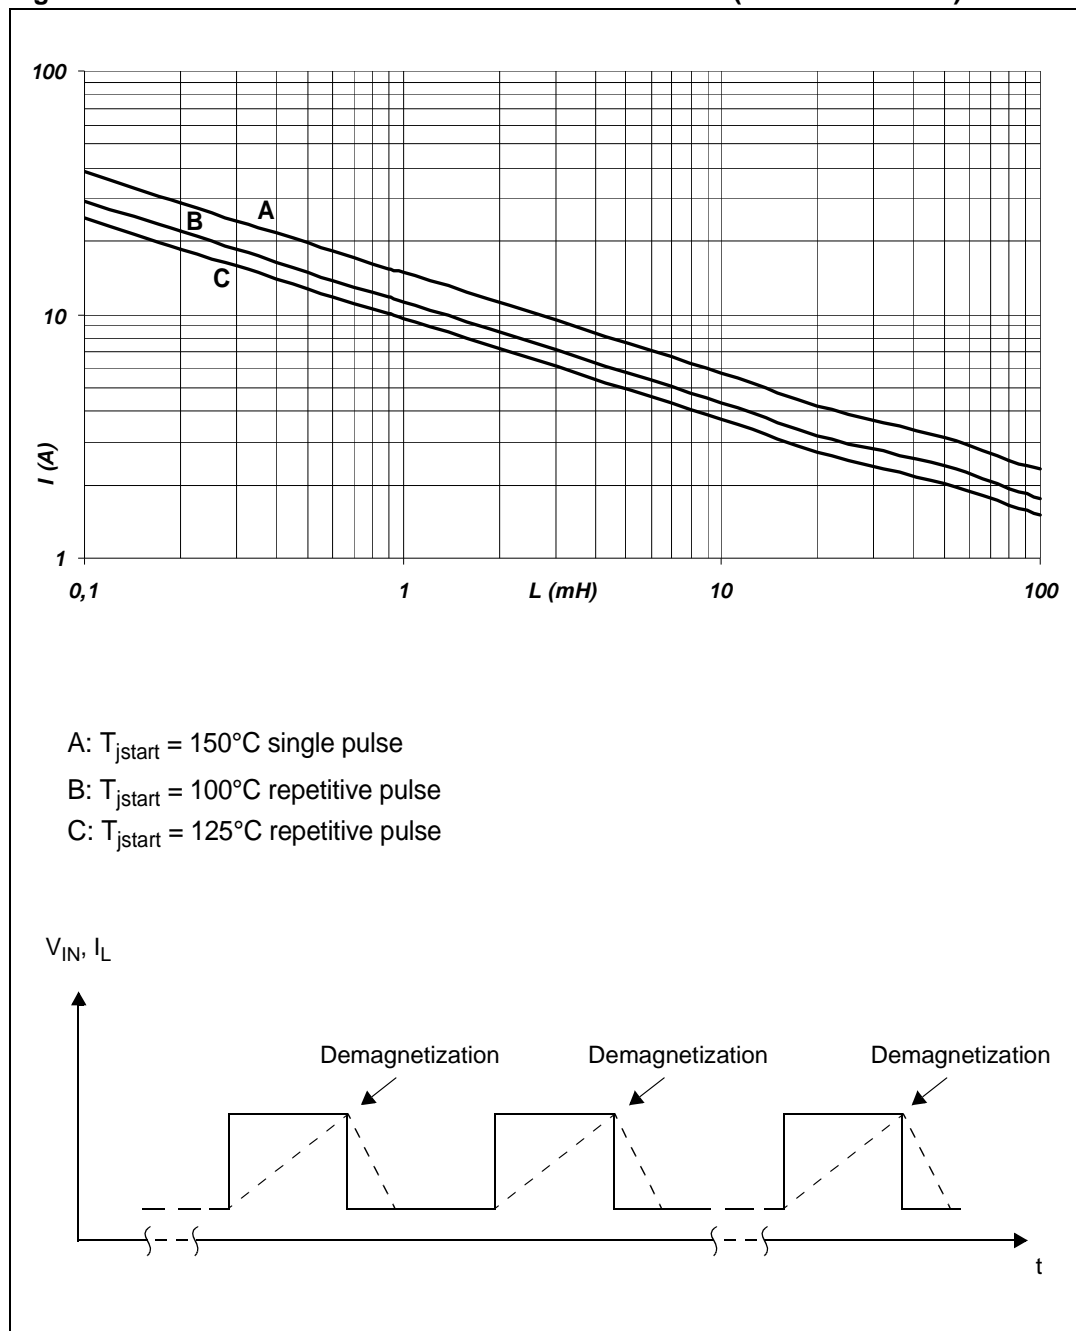 100
A
B
C
10
I (A)
1
0,1 1 L (mH) 10 100
A: Tjstart = 150°C single pulse
B: Tjstart = 100°C repetitive pulse
C: Tjstart = 125°C repetitive pulse
VIN, IL
Demagnetization Demagnetization Demagnetization
t